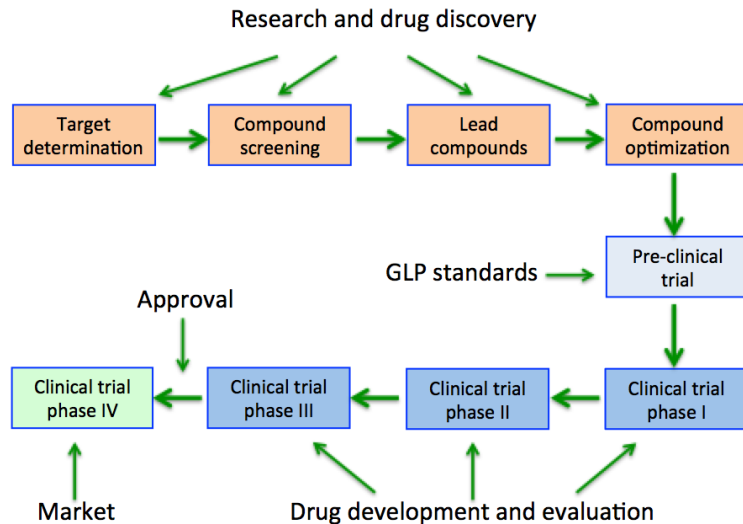 Research and drug discovery
Target
determination
Compound
screening
Lead
compounds
Compound
optimization
GLP standards
Pre-clinical
trial
Approval
Clinical trial
phase IV
Clinical trial
phase III
Clinical trial
phase II
Clinical trial
phase I
Market
Drug development and evaluation